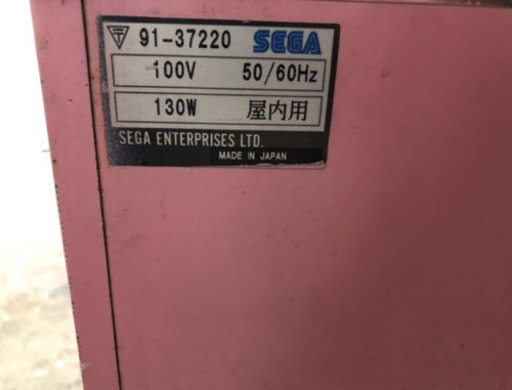 〒 91-37220 SEGA
100V 50/60Hz
130W 屋内用
SEGA ENTERPRISES LTD.
MADE IN JAPAN